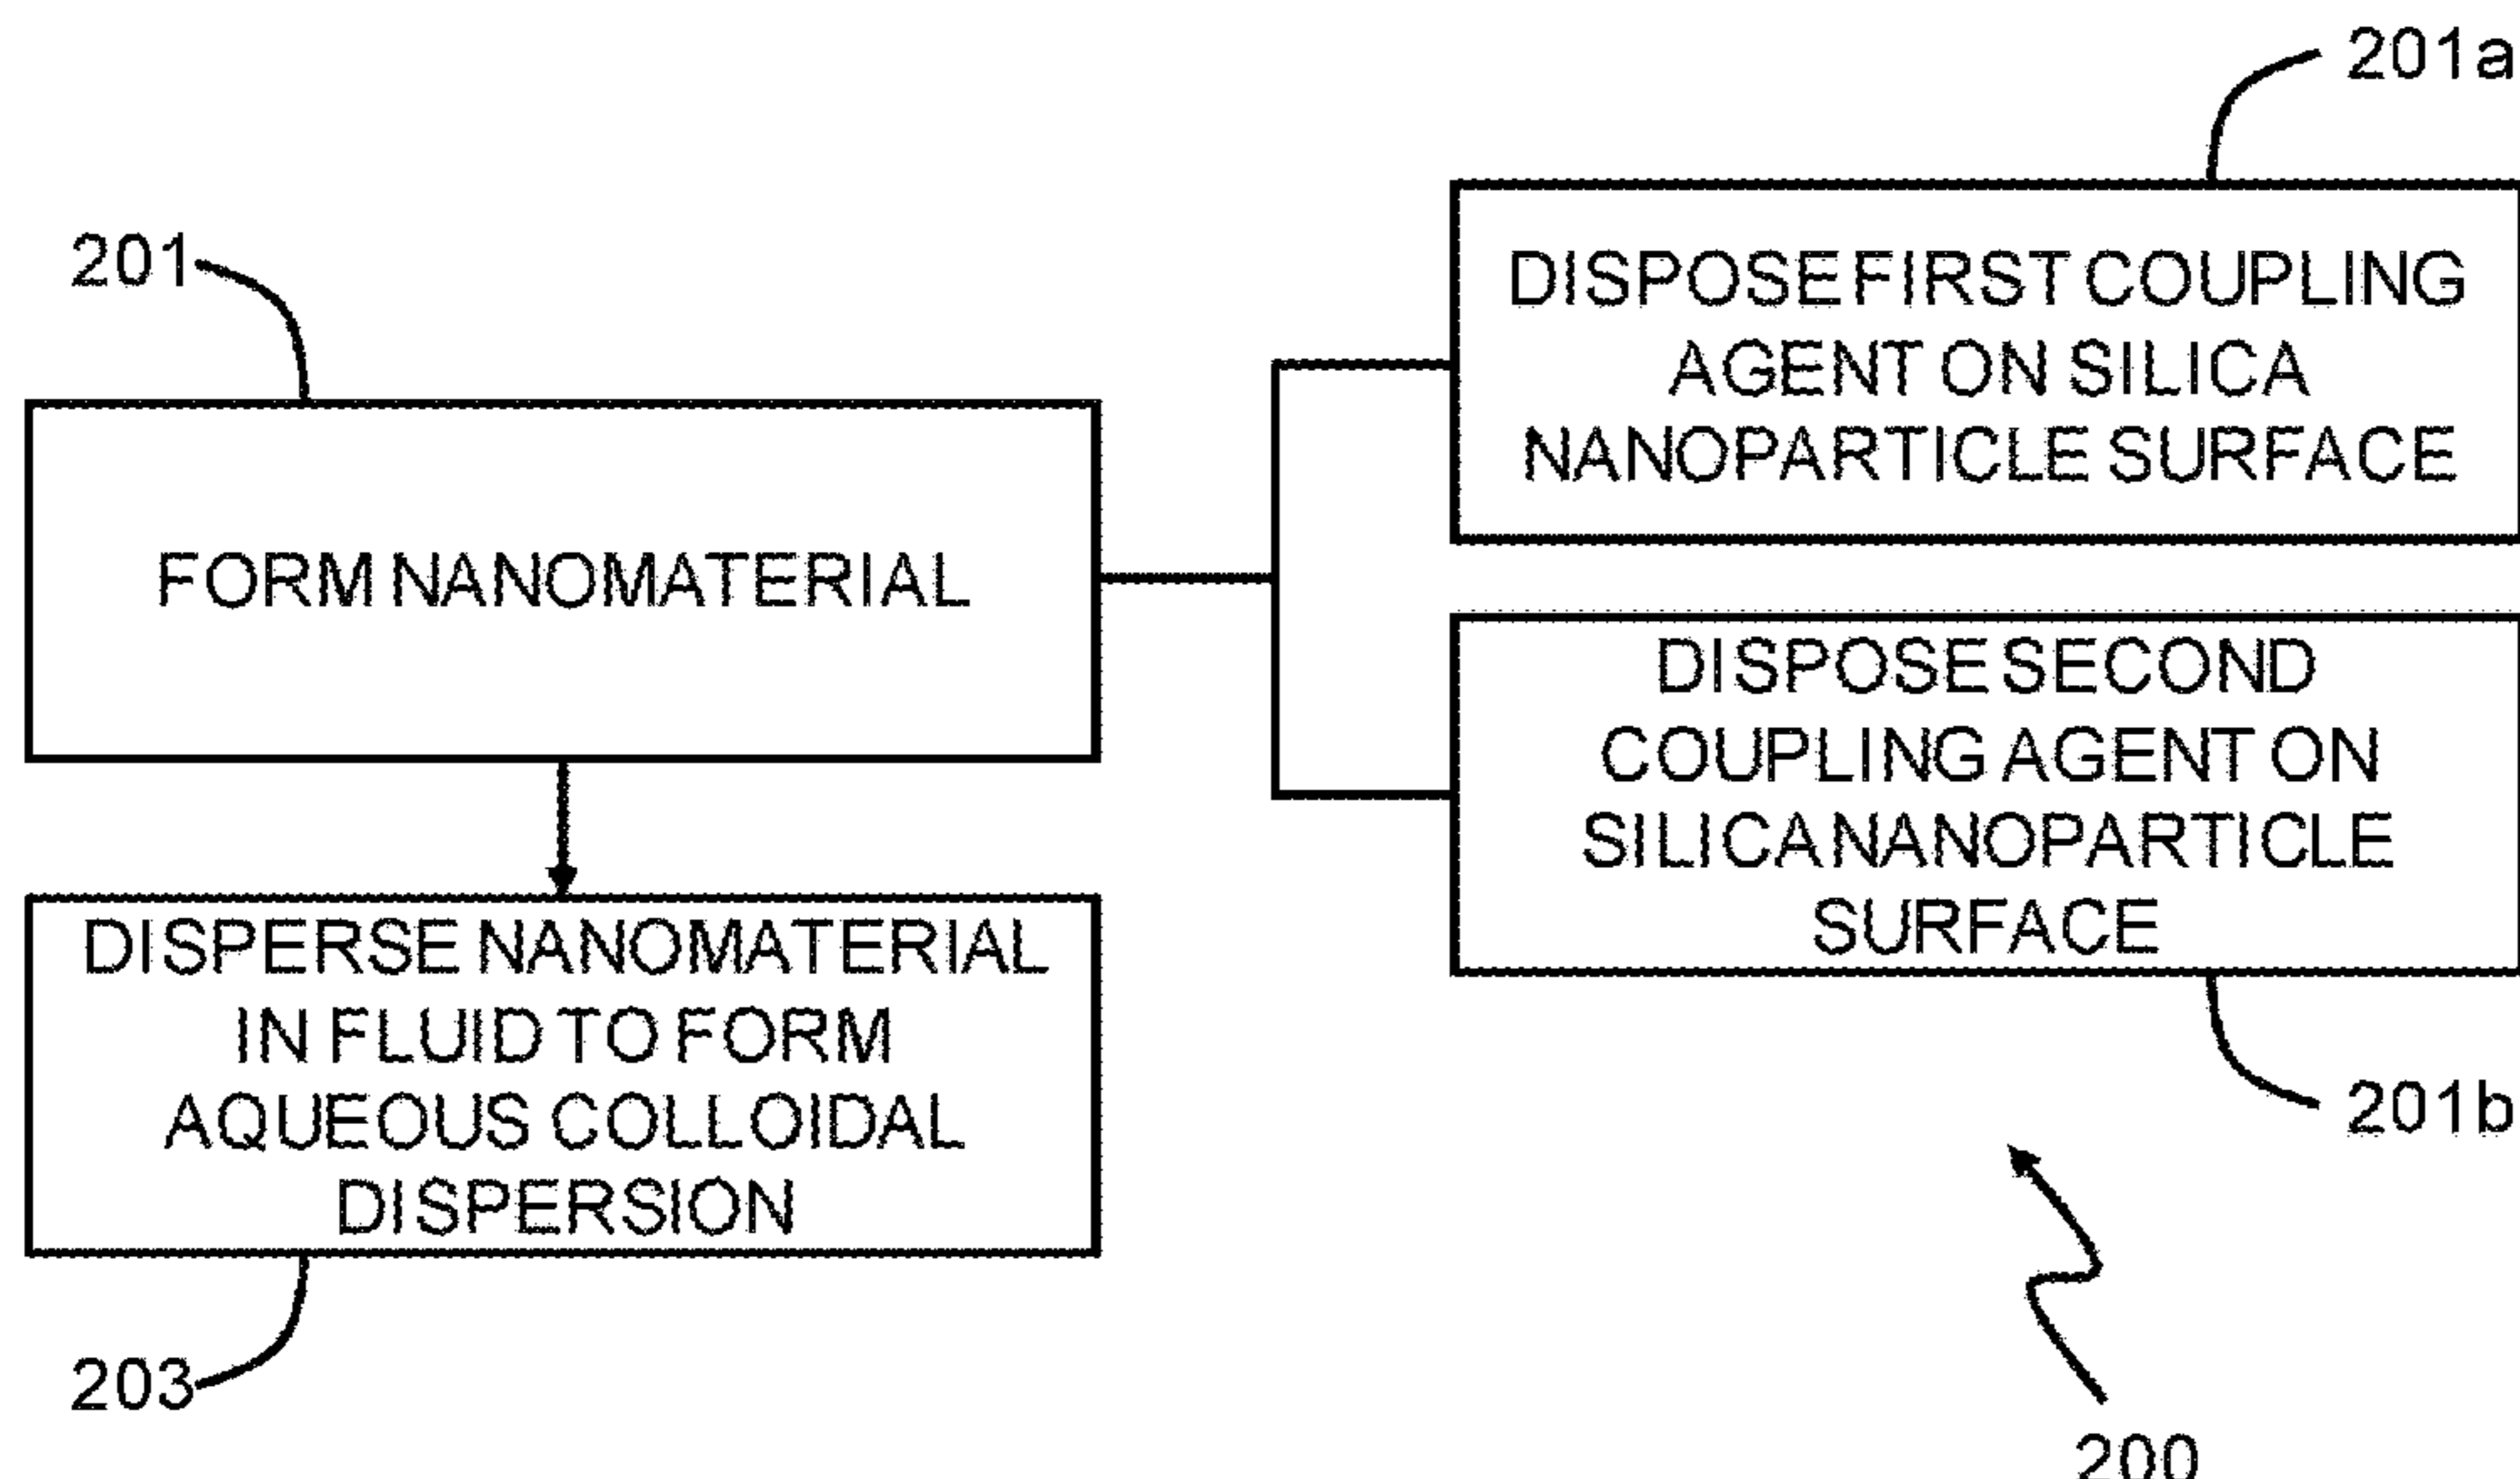 201a
DISPOSE FIRST COUPLING
AGENT ON SILICA
NANOPARTICLE SURFACE
201
FORM NANOMATERIAL
DISPOSE SECOND
COUPLING AGENT ON
SILICA NANOPARTICLE
SURFACE
201b
DISPERSE NANOMATERIAL
IN FLUID TO FORM
AQUEOUS COLLOIDAL
DISPERSION
203
200